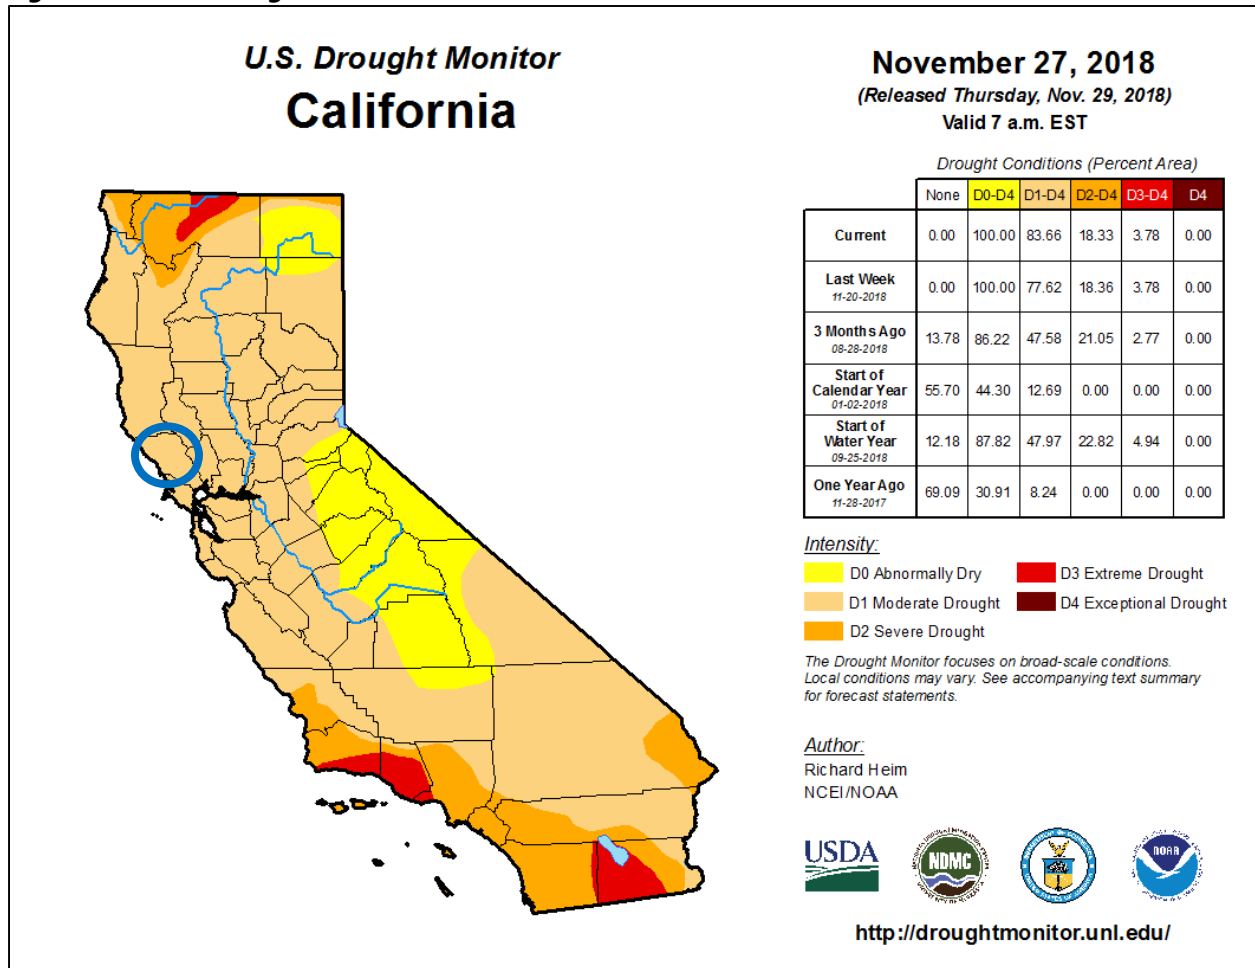 U.S. Drought Monitor
California
November 27, 2018
(Released Thursday, Nov. 29, 2018)
Valid 7 a.m. EST
Drought Conditions (Percent Area)
None D0-D4 D1-D4 D2-D4 D3-D4 D4
Current 0.00 100.00 83.66 18.33 3.78 0.00
Last Week
11-20-2018 0.00 100.00 77.62 18.36 3.78 0.00
3 Months Ago
08-28-2018 13.78 86.22 47.58 21.05 2.77 0.00
Start of
Calendar Year
01-02-2018 55.70 44.30 12.69 0.00 0.00 0.00
Start of
Water Year
09-25-2018 12.18 87.82 47.97 22.82 4.94 0.00
One Year Ago
11-28-2017 69.09 30.91 8.24 0.00 0.00 0.00
Intensity:
D0 Abnormally Dry
D1 Moderate Drought
D2 Severe Drought
D3 Extreme Drought
D4 Exceptional Drought
The Drought Monitor focuses on broad-scale conditions.
Local conditions may vary. See accompanying text summary
for forecast statements.
Author:
Richard Heim
NCEI/NOAA
USDA
NDMC
NOAA
http://droughtmonitor.unl.edu/